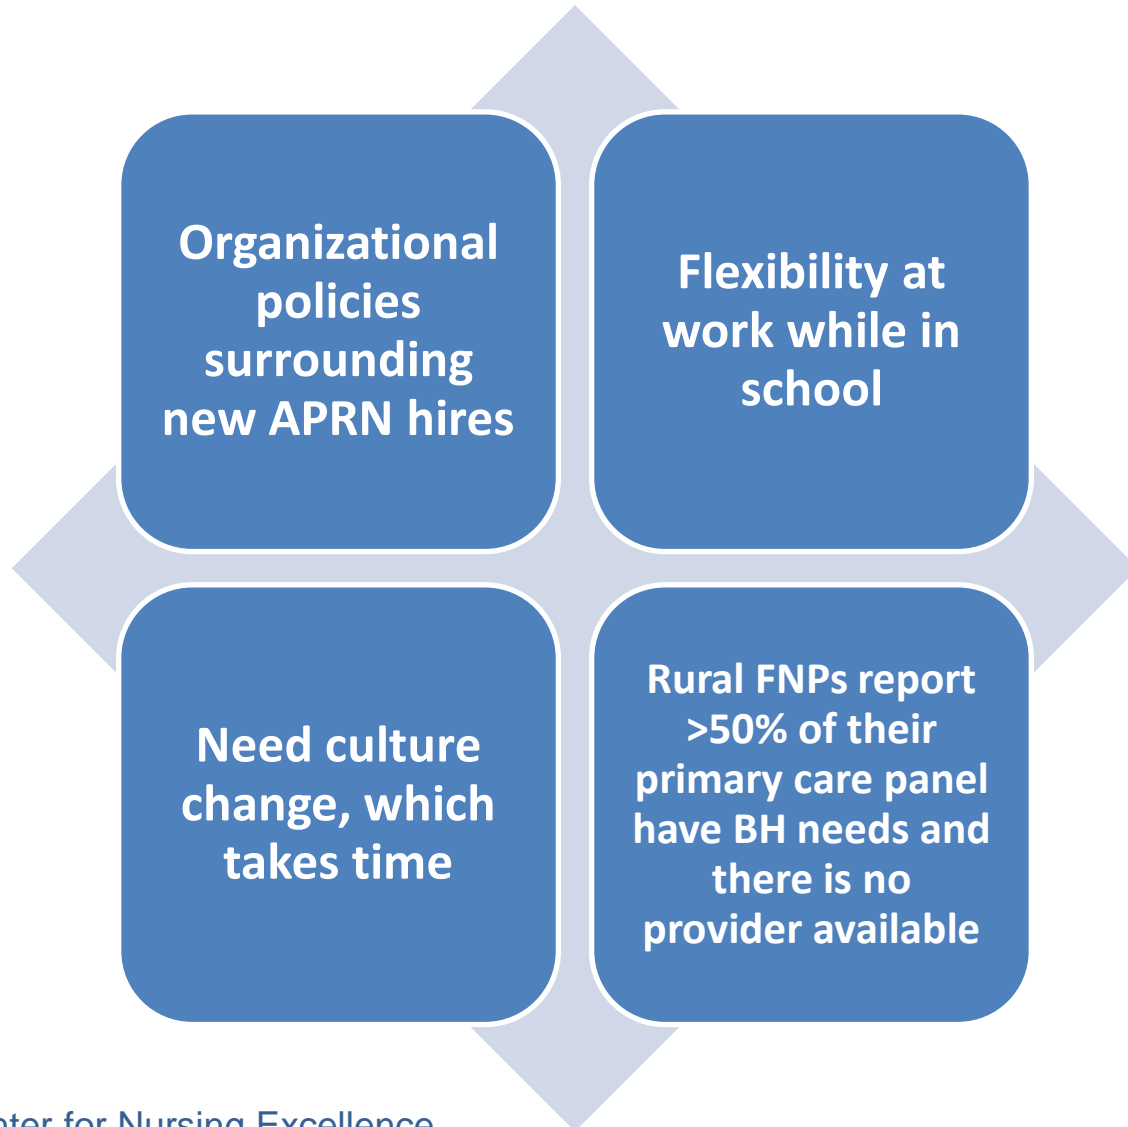 Organizational
policies
surrounding
new APRN hires
Flexibility at
work while in
school
Need culture
change, which
takes time
Rural FNPs report
>50% of their
primary care panel
have BH needs and
there is no
provider available
for Nursing Excellence